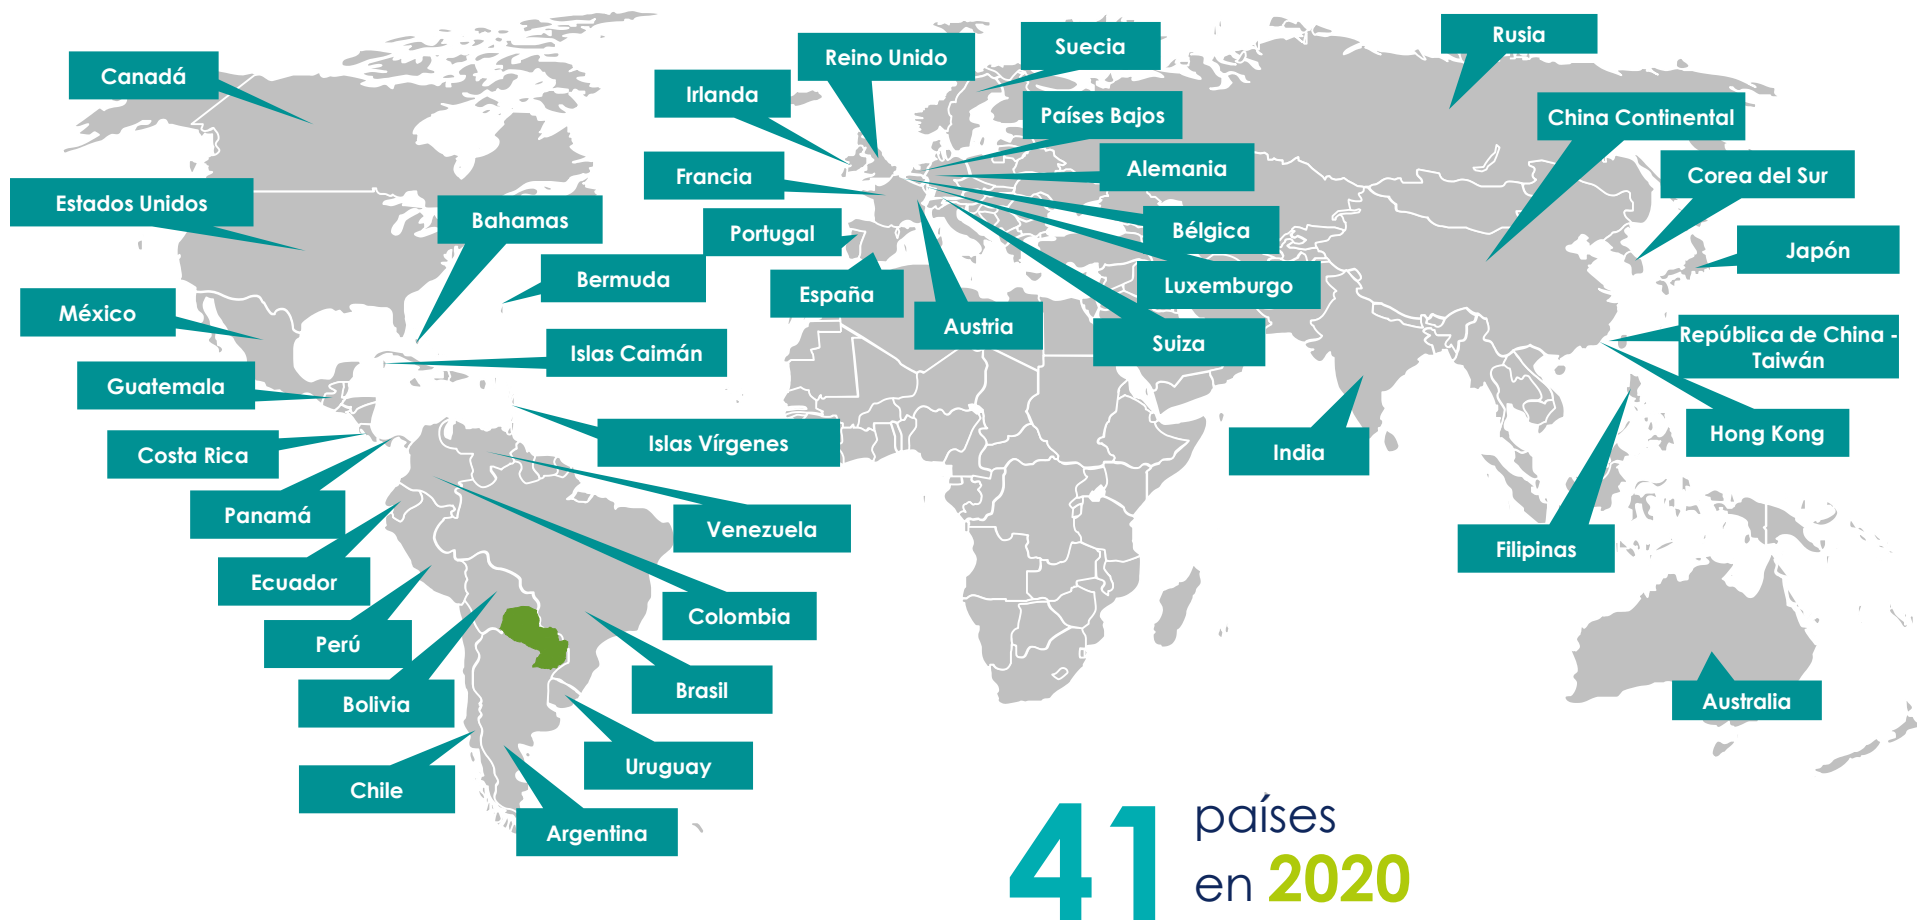 Canadá
Estados Unidos
México
Guatemala
Costa Rica
Panamá
Ecuador
Perú
Bolivia
Chile
Argentina
Uruguay
Brasil
Colombia
Venezuela
Islas Vírgenes
Islas Caimán
Bermuda
Bahamas
Irlanda
Reino Unido
Suecia
Países Bajos
Alemania
Francia
Portugal
España
Bélgica
Luxemburgo
Austria
Suiza
Rusia
China Continental
Corea del Sur
Japón
República de China -
Taiwán
Hong Kong
India
Filipinas
Australia
41 países
en 2020